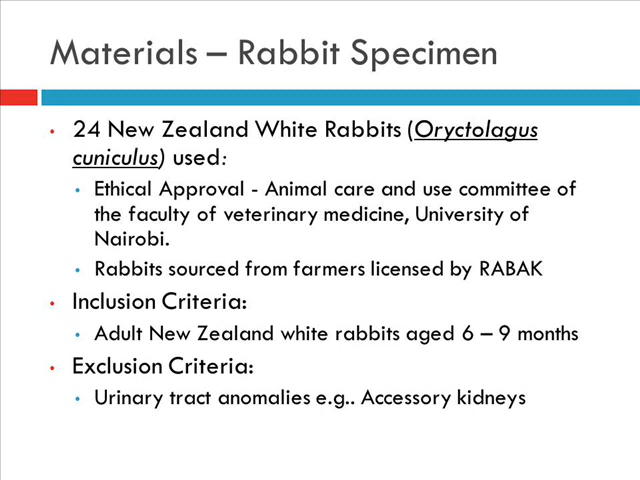 Materials – Rabbit Specimen
• 24 New Zealand White Rabbits (Oryctolagus
cuniculus) used:
• Ethical Approval - Animal care and use committee of
the faculty of veterinary medicine, University of
Nairobi.
• Rabbits sourced from farmers licensed by RABAK
• Inclusion Criteria:
• Adult New Zealand white rabbits aged 6 – 9 months
• Exclusion Criteria:
• Urinary tract anomalies e.g.. Accessory kidneys